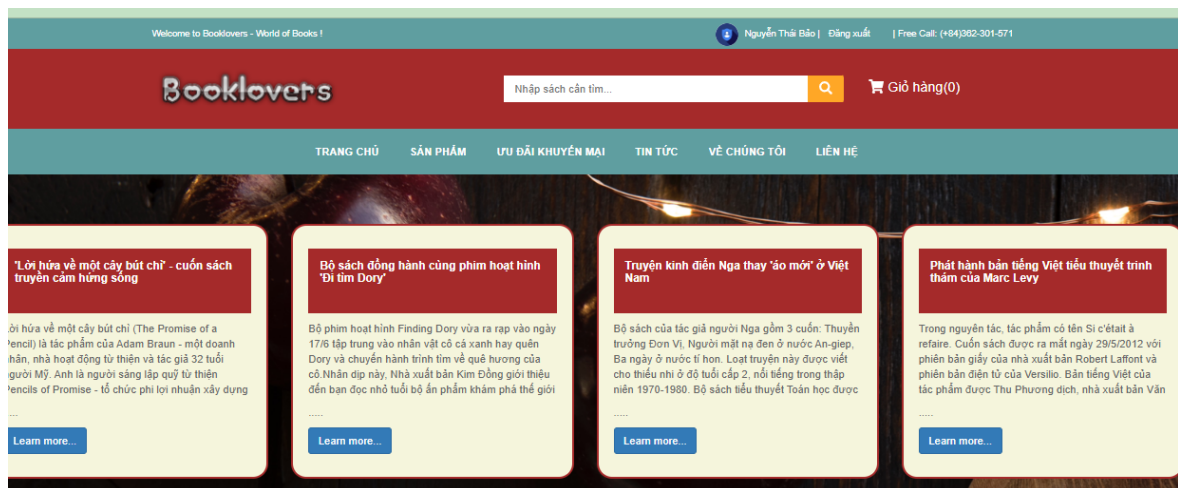 Welcome to Booklovers - World of Books !
Nguyễn Thái Bảo | Đăng xuất | Free Call: (+84)362-301-571
Booklovers
Nhập sách cần tìm...
Giỏ hàng(0)
TRANG CHỦ SẢN PHẨM ƯU ĐÃI KHUYẾN MẠI TIN TỨC VỀ CHÚNG TÔI LIÊN HỆ
'Lời hứa về một cây bút chì' - cuốn sách
truyền cảm hứng sống
Lời hứa về một cây bút chì (The Promise of a
Pencil) là tác phẩm của Adam Braun - một doanh
nhân, nhà hoạt động từ thiện và tác giả 32 tuổi
người Mỹ. Anh là người sáng lập quỹ từ thiện
Pencils of Promise - tổ chức phi lợi nhuận xây dựng
....
Learn more...
Bộ sách đồng hành cùng phim hoạt hình
'Đi tìm Dory'
Bộ phim hoạt hình Finding Dory vừa ra rạp vào ngày
17/6 tập trung vào nhân vật cô cá xanh hay quên
Dory và chuyến hành trình tìm về quê hương của
cô.Nhân dịp này, Nhà xuất bản Kim Đồng giới thiệu
đến bạn đọc nhỏ tuổi bộ ấn phẩm khám phá thế giới
.....
Learn more...
Truyện kinh điển Nga thay 'áo mới' ở Việt
Nam
Bộ sách của tác giả người Nga gồm 3 cuốn: Thuyền
trưởng Đơn Vị, Người mặt nạ đen ở nước An-giep,
Ba ngày ở nước tí hon. Loạt truyện này được viết
cho thiếu nhi ở độ tuổi cấp 2, nổi tiếng trong thập
niên 1970-1980. Bộ sách tiểu thuyết Toán học được
.....
Learn more...
Phát hành bản tiếng Việt tiểu thuyết trinh
thám của Marc Levy
Trong nguyên tác, tác phẩm có tên Si c'était à
refaire. Cuốn sách được ra mắt ngày 29/5/2012 với
phiên bản giấy của nhà xuất bản Robert Laffont và
phiên bản điện tử của Versilio. Bản tiếng Việt của
tác phẩm được Thu Phương dịch, nhà xuất bản Văn
.....
Learn more...